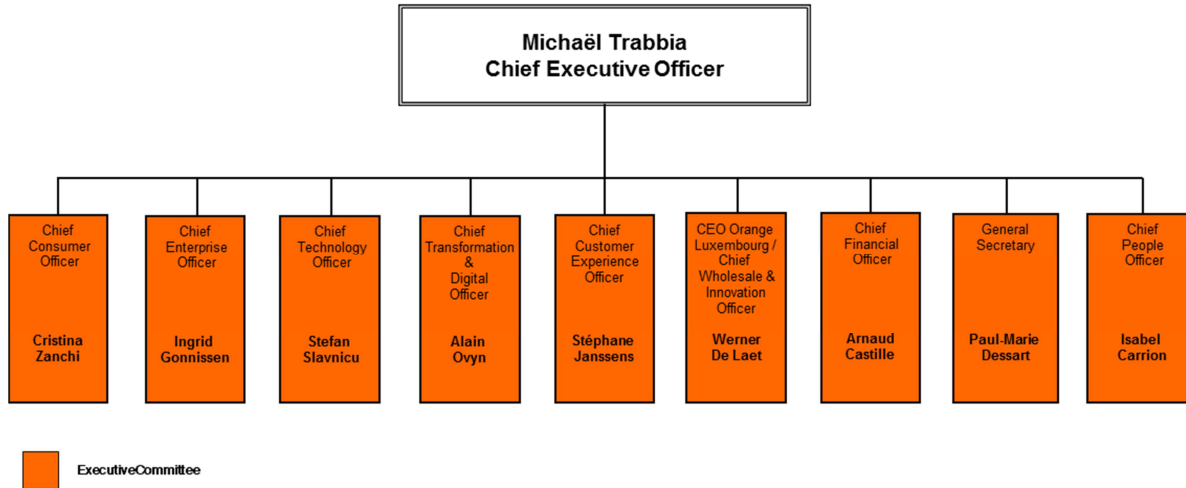 Michaël Trabbia
Chief Executive Officer
Chief
Consumer
Officer
Cristina
Zanchi
Chief
Enterprise
Officer
Ingrid
Gonnissen
Chief
Technology
Officer
Stefan
Slavnicu
Chief
Transformation
&
Digital
Officer
Alain
Ovyn
Chief
Customer
Experience
Officer
Stéphane
Janssens
CEO Orange
Luxembourg /
Chief
Wholesale &
Innovation
Officer
Werner
De Laet
Chief
Financial
Officer
Arnaud
Castille
General
Secretary
Paul-Marie
Dessart
Chief
People
Officer
Isabel
Carrion
ExecutiveCommittee